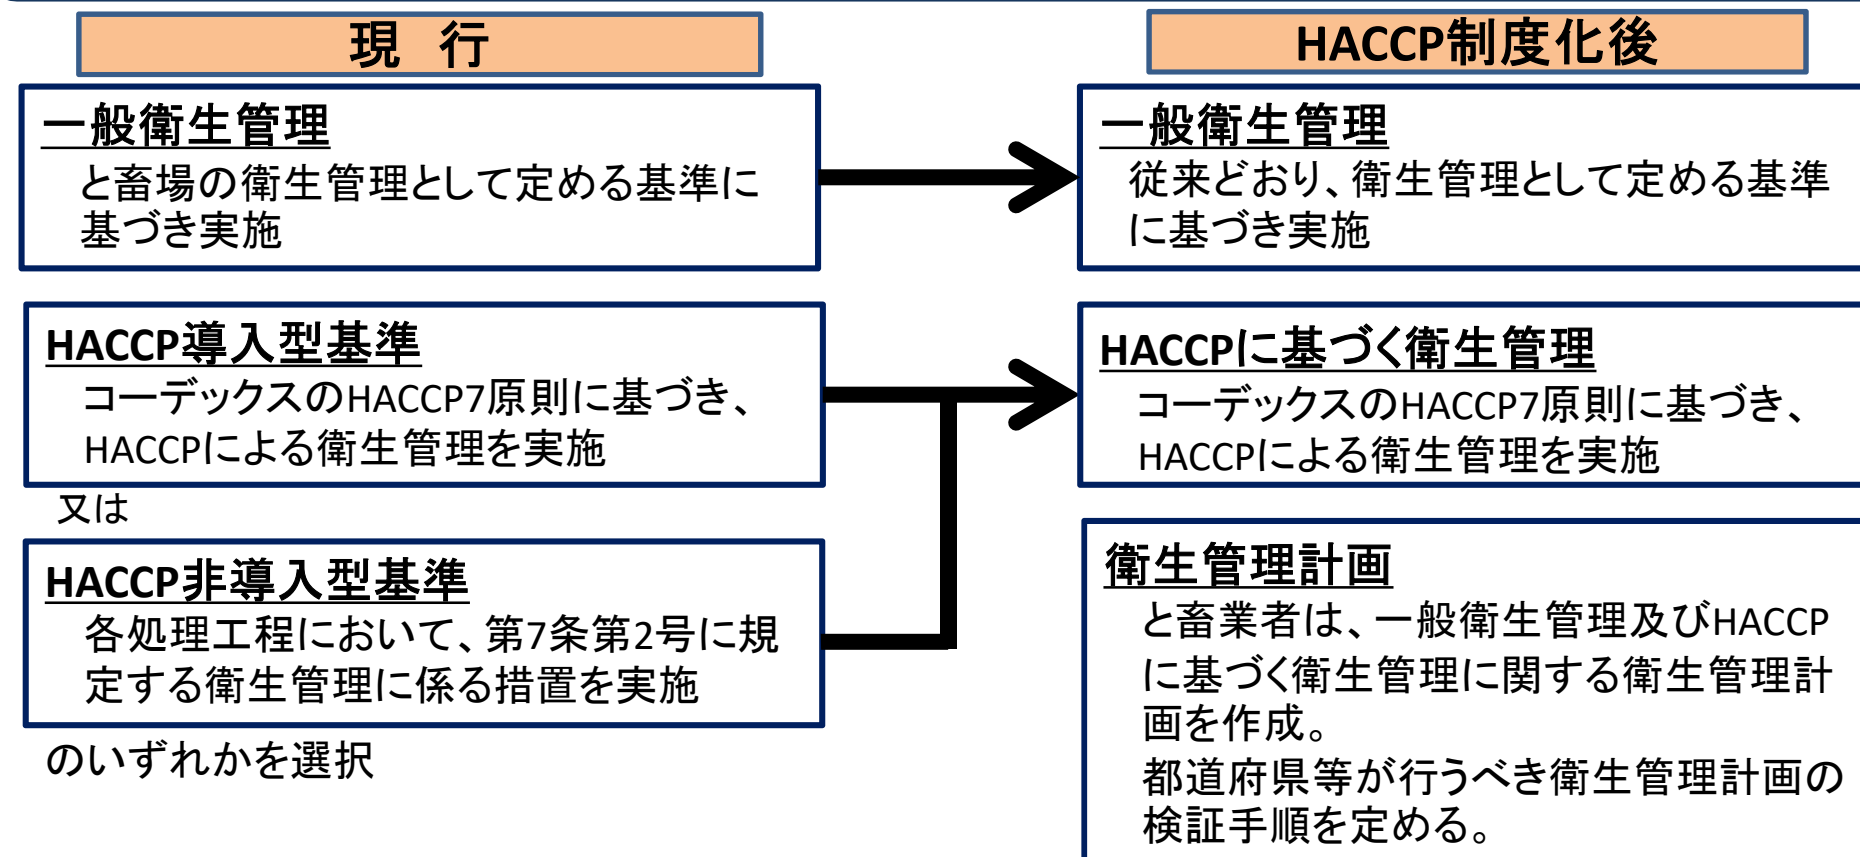 現 行
一般衛生管理
と畜場の衛生管理として定める基準に
基づき実施
HACCP導入型基準
コーデックスのHACCP7原則に基づき、
HACCPによる衛生管理を実施
又は
HACCP非導入型基準
各処理工程において、第7条第2号に規
定する衛生管理に係る措置を実施
のいずれかを選択
HACCP制度化後
一般衛生管理
従来どおり、衛生管理として定める基準
に基づき実施
HACCPに基づく衛生管理
コーデックスのHACCP7原則に基づき、
HACCPによる衛生管理を実施
衛生管理計画
と畜業者は、一般衛生管理及びHACCP
に基づく衛生管理に関する衛生管理計
画を作成。
都道府県等が行うべき衛生管理計画の
検証手順を定める。